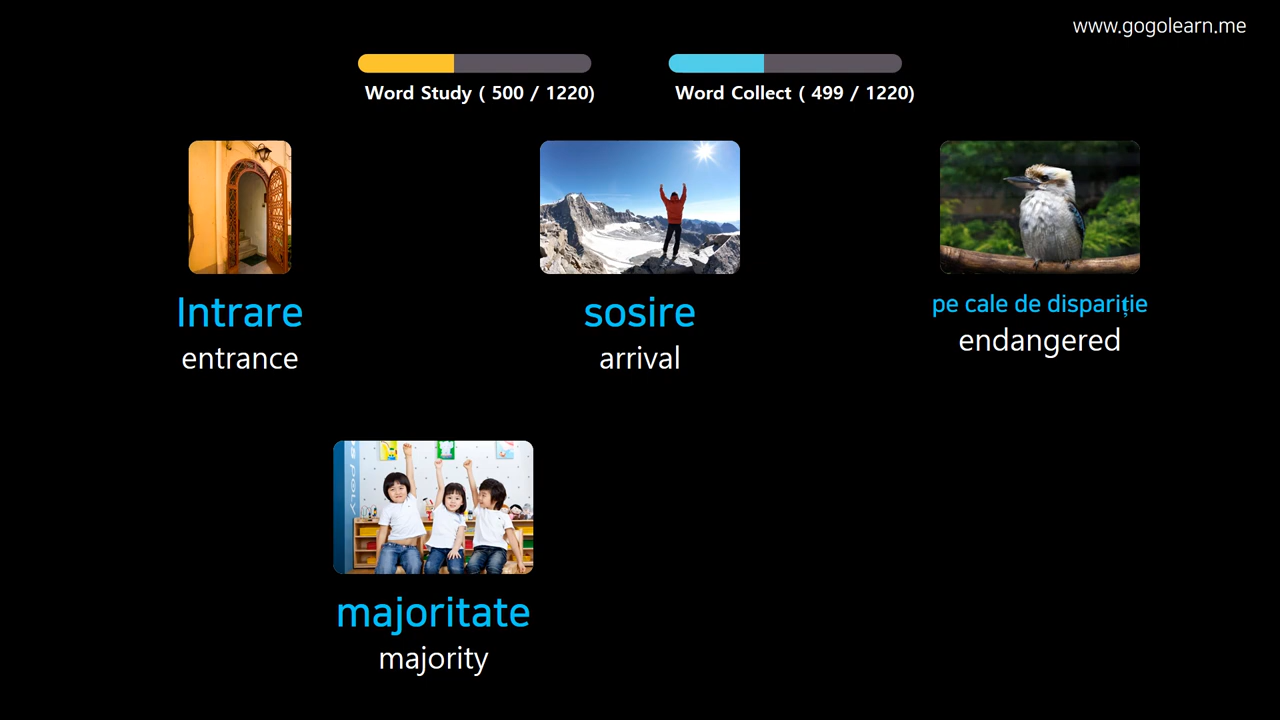 www.gogolearn.me
Word Study ( 500 / 1220)
Word Collect ( 499 / 1220)
Intrare
entrance
sosire
arrival
pe cale de dispariție
endangered
POLY
majoritate
majority